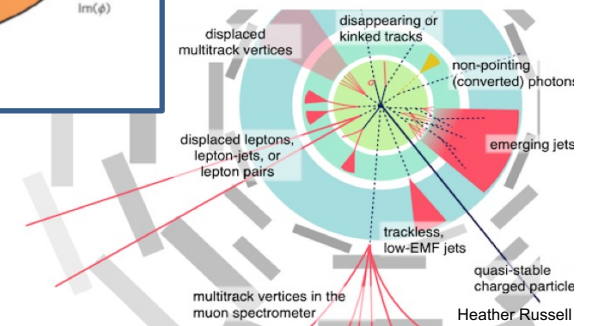 Im(ϕ)
disappearing or
kinked tracks
displaced
multitrack vertices
non-pointing
(converted) photons
emerging jets
displaced leptons,
lepton-jets, or
lepton pairs
trackless,
low-EMF jets
quasi-stable
charged particle
multitrack vertices in the
muon spectrometer
Heather Russell